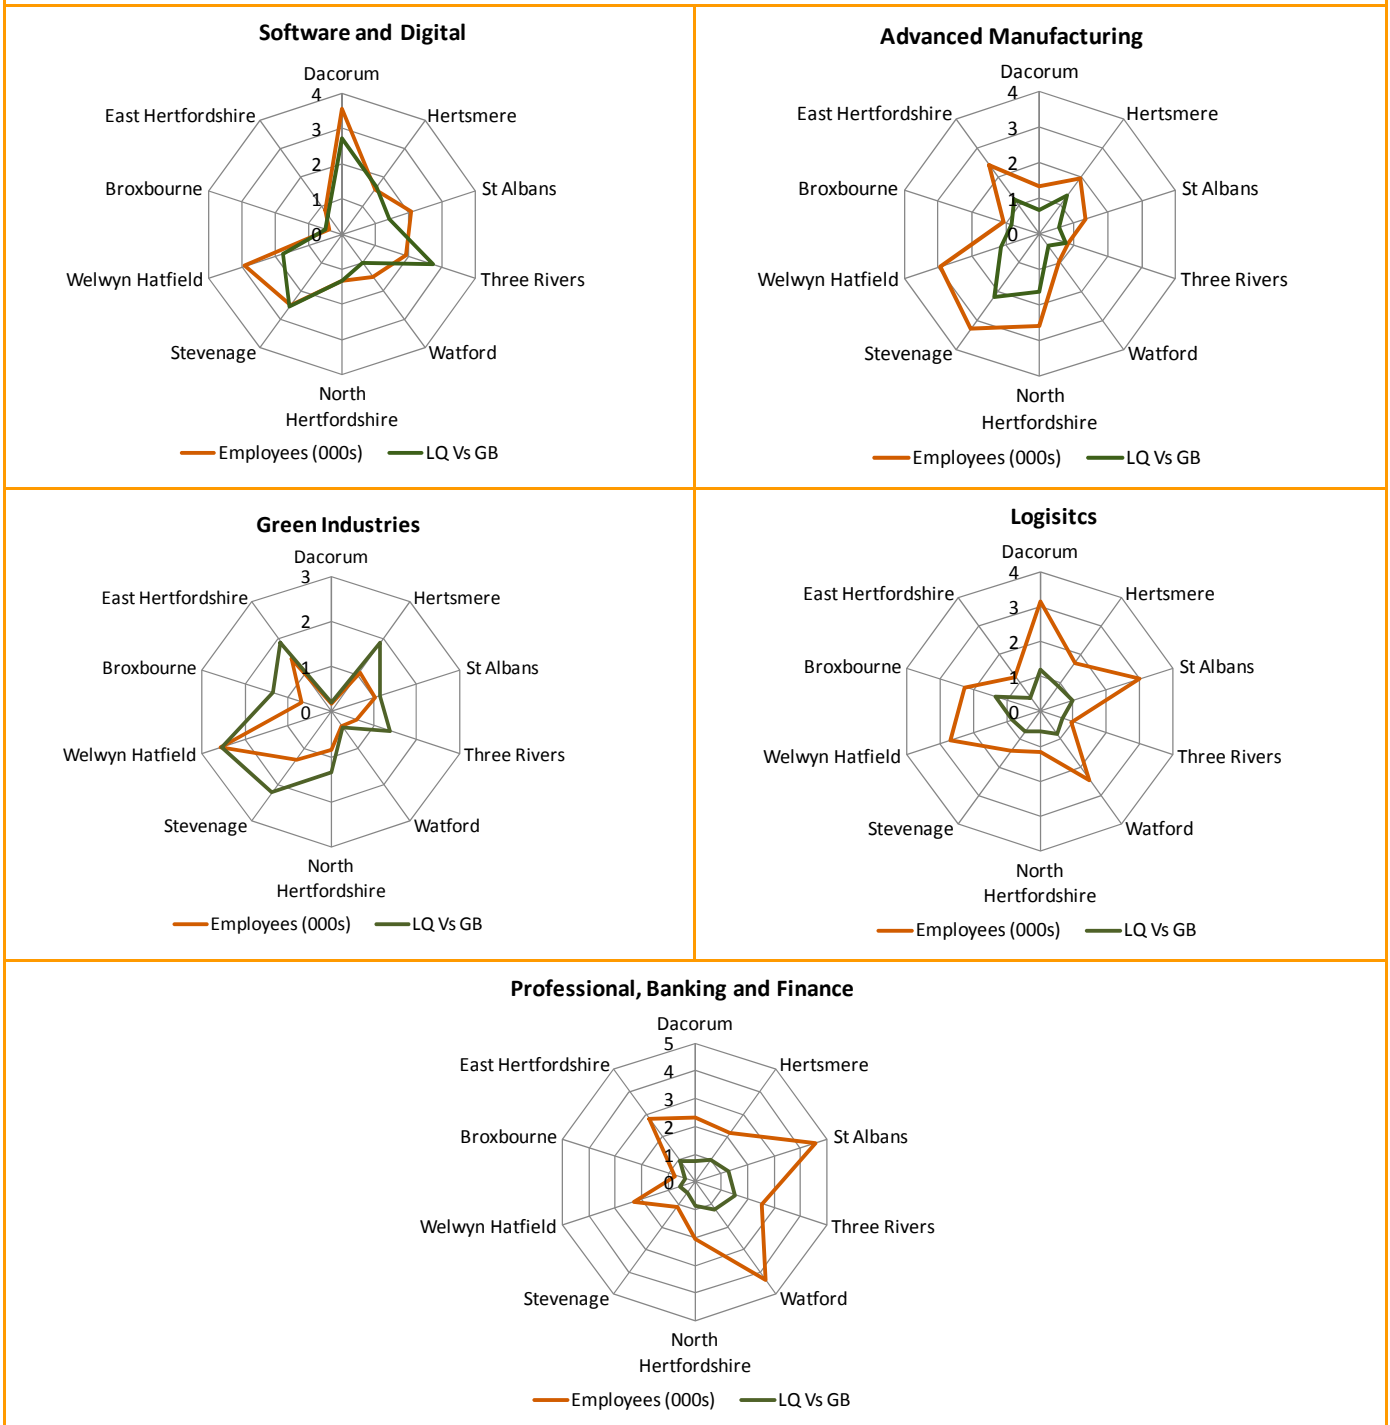 Software and Digital
Dacorum
Hertsmere
St Albans
Three Rivers
Watford
North
Hertfordshire
Stevenage
Welwyn Hatfield
Broxbourne
East Hertfordshire
4
3
2
1
0
Employees (000s)
LQ Vs GB
Advanced Manufacturing
Dacorum
Hertsmere
St Albans
Three Rivers
Watford
North
Hertfordshire
Stevenage
Welwyn Hatfield
Broxbourne
East Hertfordshire
4
3
2
1
0
Employees (000s)
LQ Vs GB
Green Industries
Dacorum
Hertsmere
St Albans
Three Rivers
Watford
North
Hertfordshire
Stevenage
Welwyn Hatfield
Broxbourne
East Hertfordshire
3
2
1
0
Employees (000s)
LQ Vs GB
Logisitcs
Dacorum
Hertsmere
St Albans
Three Rivers
Watford
North
Hertfordshire
Stevenage
Welwyn Hatfield
Broxbourne
East Hertfordshire
4
3
2
1
0
Employees (000s)
LQ Vs GB
Professional, Banking and Finance
Dacorum
Hertsmere
St Albans
Three Rivers
Watford
North
Hertfordshire
Stevenage
Welwyn Hatfield
Broxbourne
East Hertfordshire
5
4
3
2
1
0
Employees (000s)
LQ Vs GB